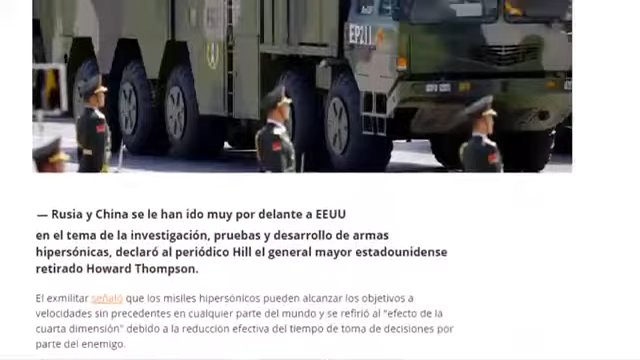 EP111
— Rusia y China se le han ido muy por delante a EEUU
en el tema de la investigación, pruebas y desarrollo de armas
hipersónicas, declaró al periódico Hill el general mayor estadounidense
retirado Howard Thompson.
El exmilitar señaló que los misiles hipersónicos pueden alcanzar los objetivos a
velocidades sin precedentes en cualquier parte del mundo y se refirió al "efecto de la
cuarta dimensión" debido a la reducción efectiva del tiempo de toma de decisiones por
parte del enemigo.